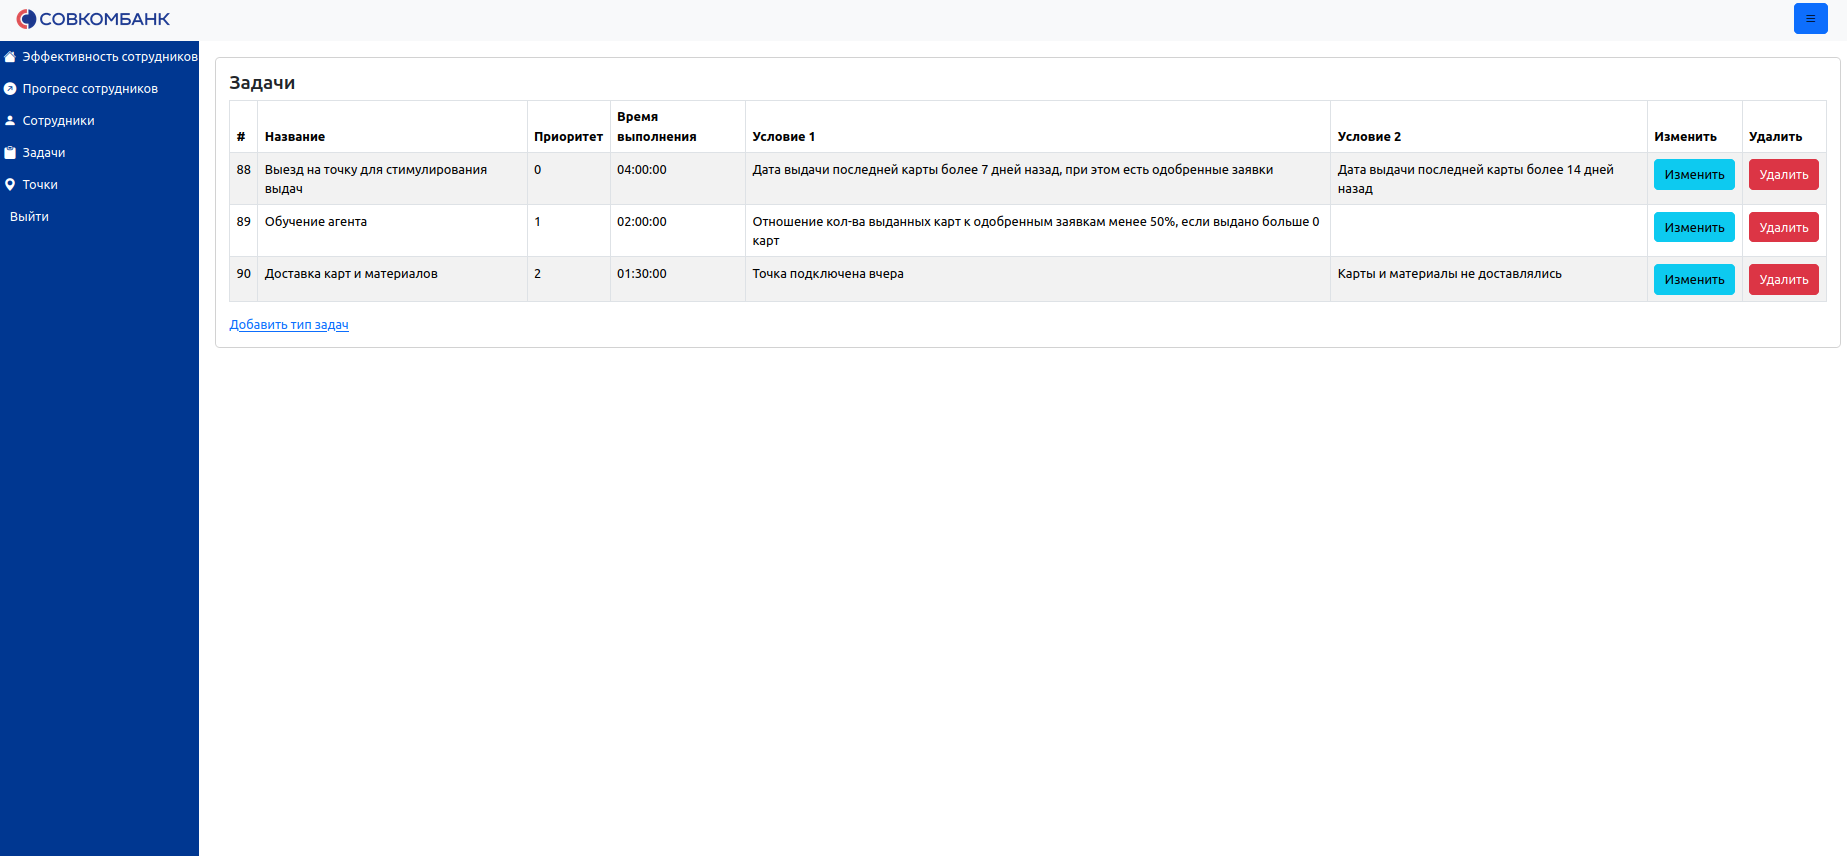 СОВКОМБАНК
Эффективность сотрудников
Прогресс сотрудников
Сотрудники
Задачи
Точки
Выйти
Задачи
# Название Приоритет Время выполнения Условие 1 Условие 2 Изменить Удалить
88 Выезд на точку для стимулирования выдач 0 04:00:00 Дата выдачи последней карты более 7 дней назад, при этом есть одобренные заявки Дата выдачи последней карты более 14 дней назад Изменить Удалить
89 Обучение агента 1 02:00:00 Отношение кол-ва выданных карт к одобренным заявкам менее 50%, если выдано больше 0 карт Изменить Удалить
90 Доставка карт и материалов 2 01:30:00 Точка подключена вчера Карты и материалы не доставлялись Изменить Удалить
Добавить тип задач